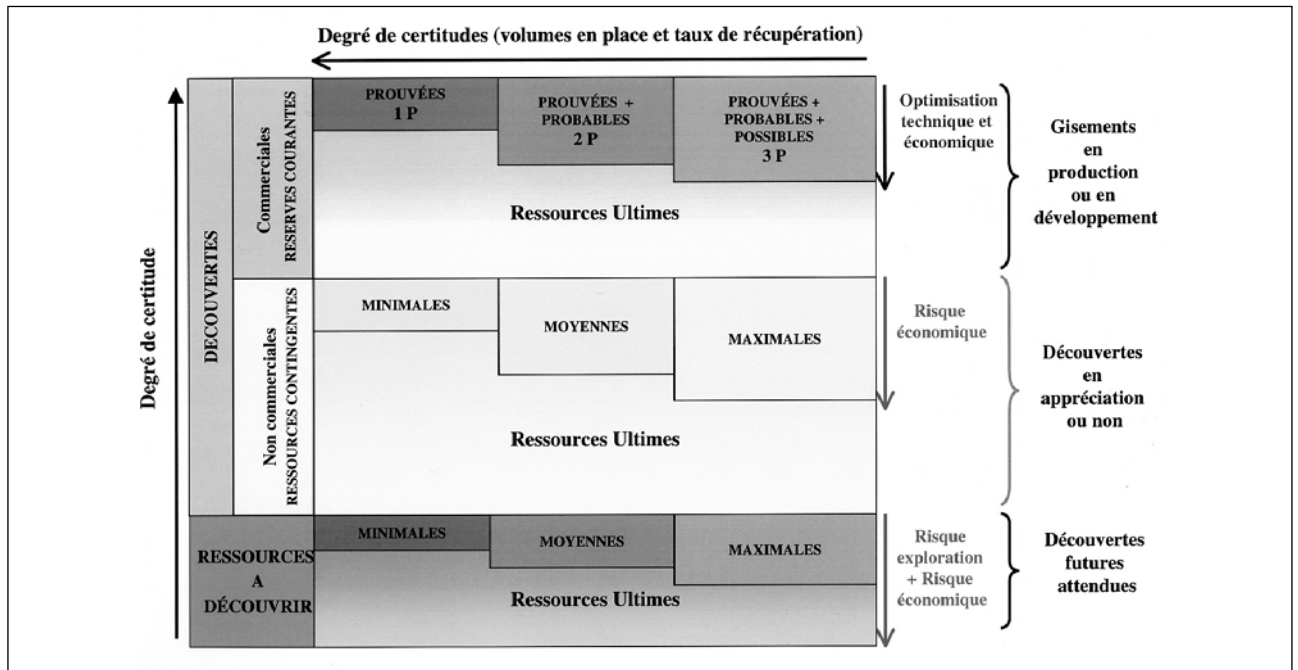 Degré de certitudes (volumes en place et taux de récupération)
Degré de certitude
DECOUVERTES
Commerciales
RESERVES COURANTES
PROUVÉES
1 P
PROUVÉES +
PROBABLES
2 P
PROUVÉES +
PROBABLES +
POSSIBLES
3 P
Ressources Ultimes
Optimisation
technique et
économique
Gisements
en
production
ou en
développement
Non commerciales
RESSOURCES CONTINGENTES
MINIMALES
MOYENNES
MAXIMALES
Ressources Ultimes
Risque
économique
Découvertes
en
appréciation
ou non
RESSOURCES
A
DÉCOUVRIR
MINIMALES
MOYENNES
MAXIMALES
Ressources Ultimes
Risque
exploration
+ Risque
économique
Découvertes
futures
attendues